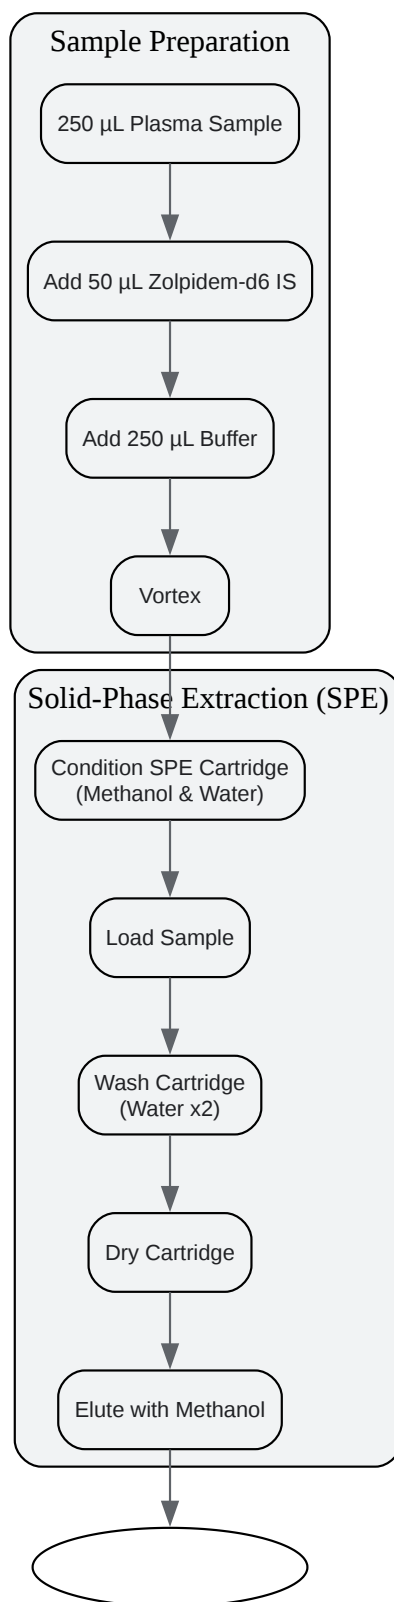 Sample Preparation
250 µL Plasma Sample
Add 50 µL Zolpidem-d6 IS
Add 250 µL Buffer
Vortex
Solid-Phase Extraction (SPE)
Condition SPE Cartridge
(Methanol & Water)
Load Sample
Wash Cartridge
(Water x2)
Dry Cartridge
Elute with Methanol